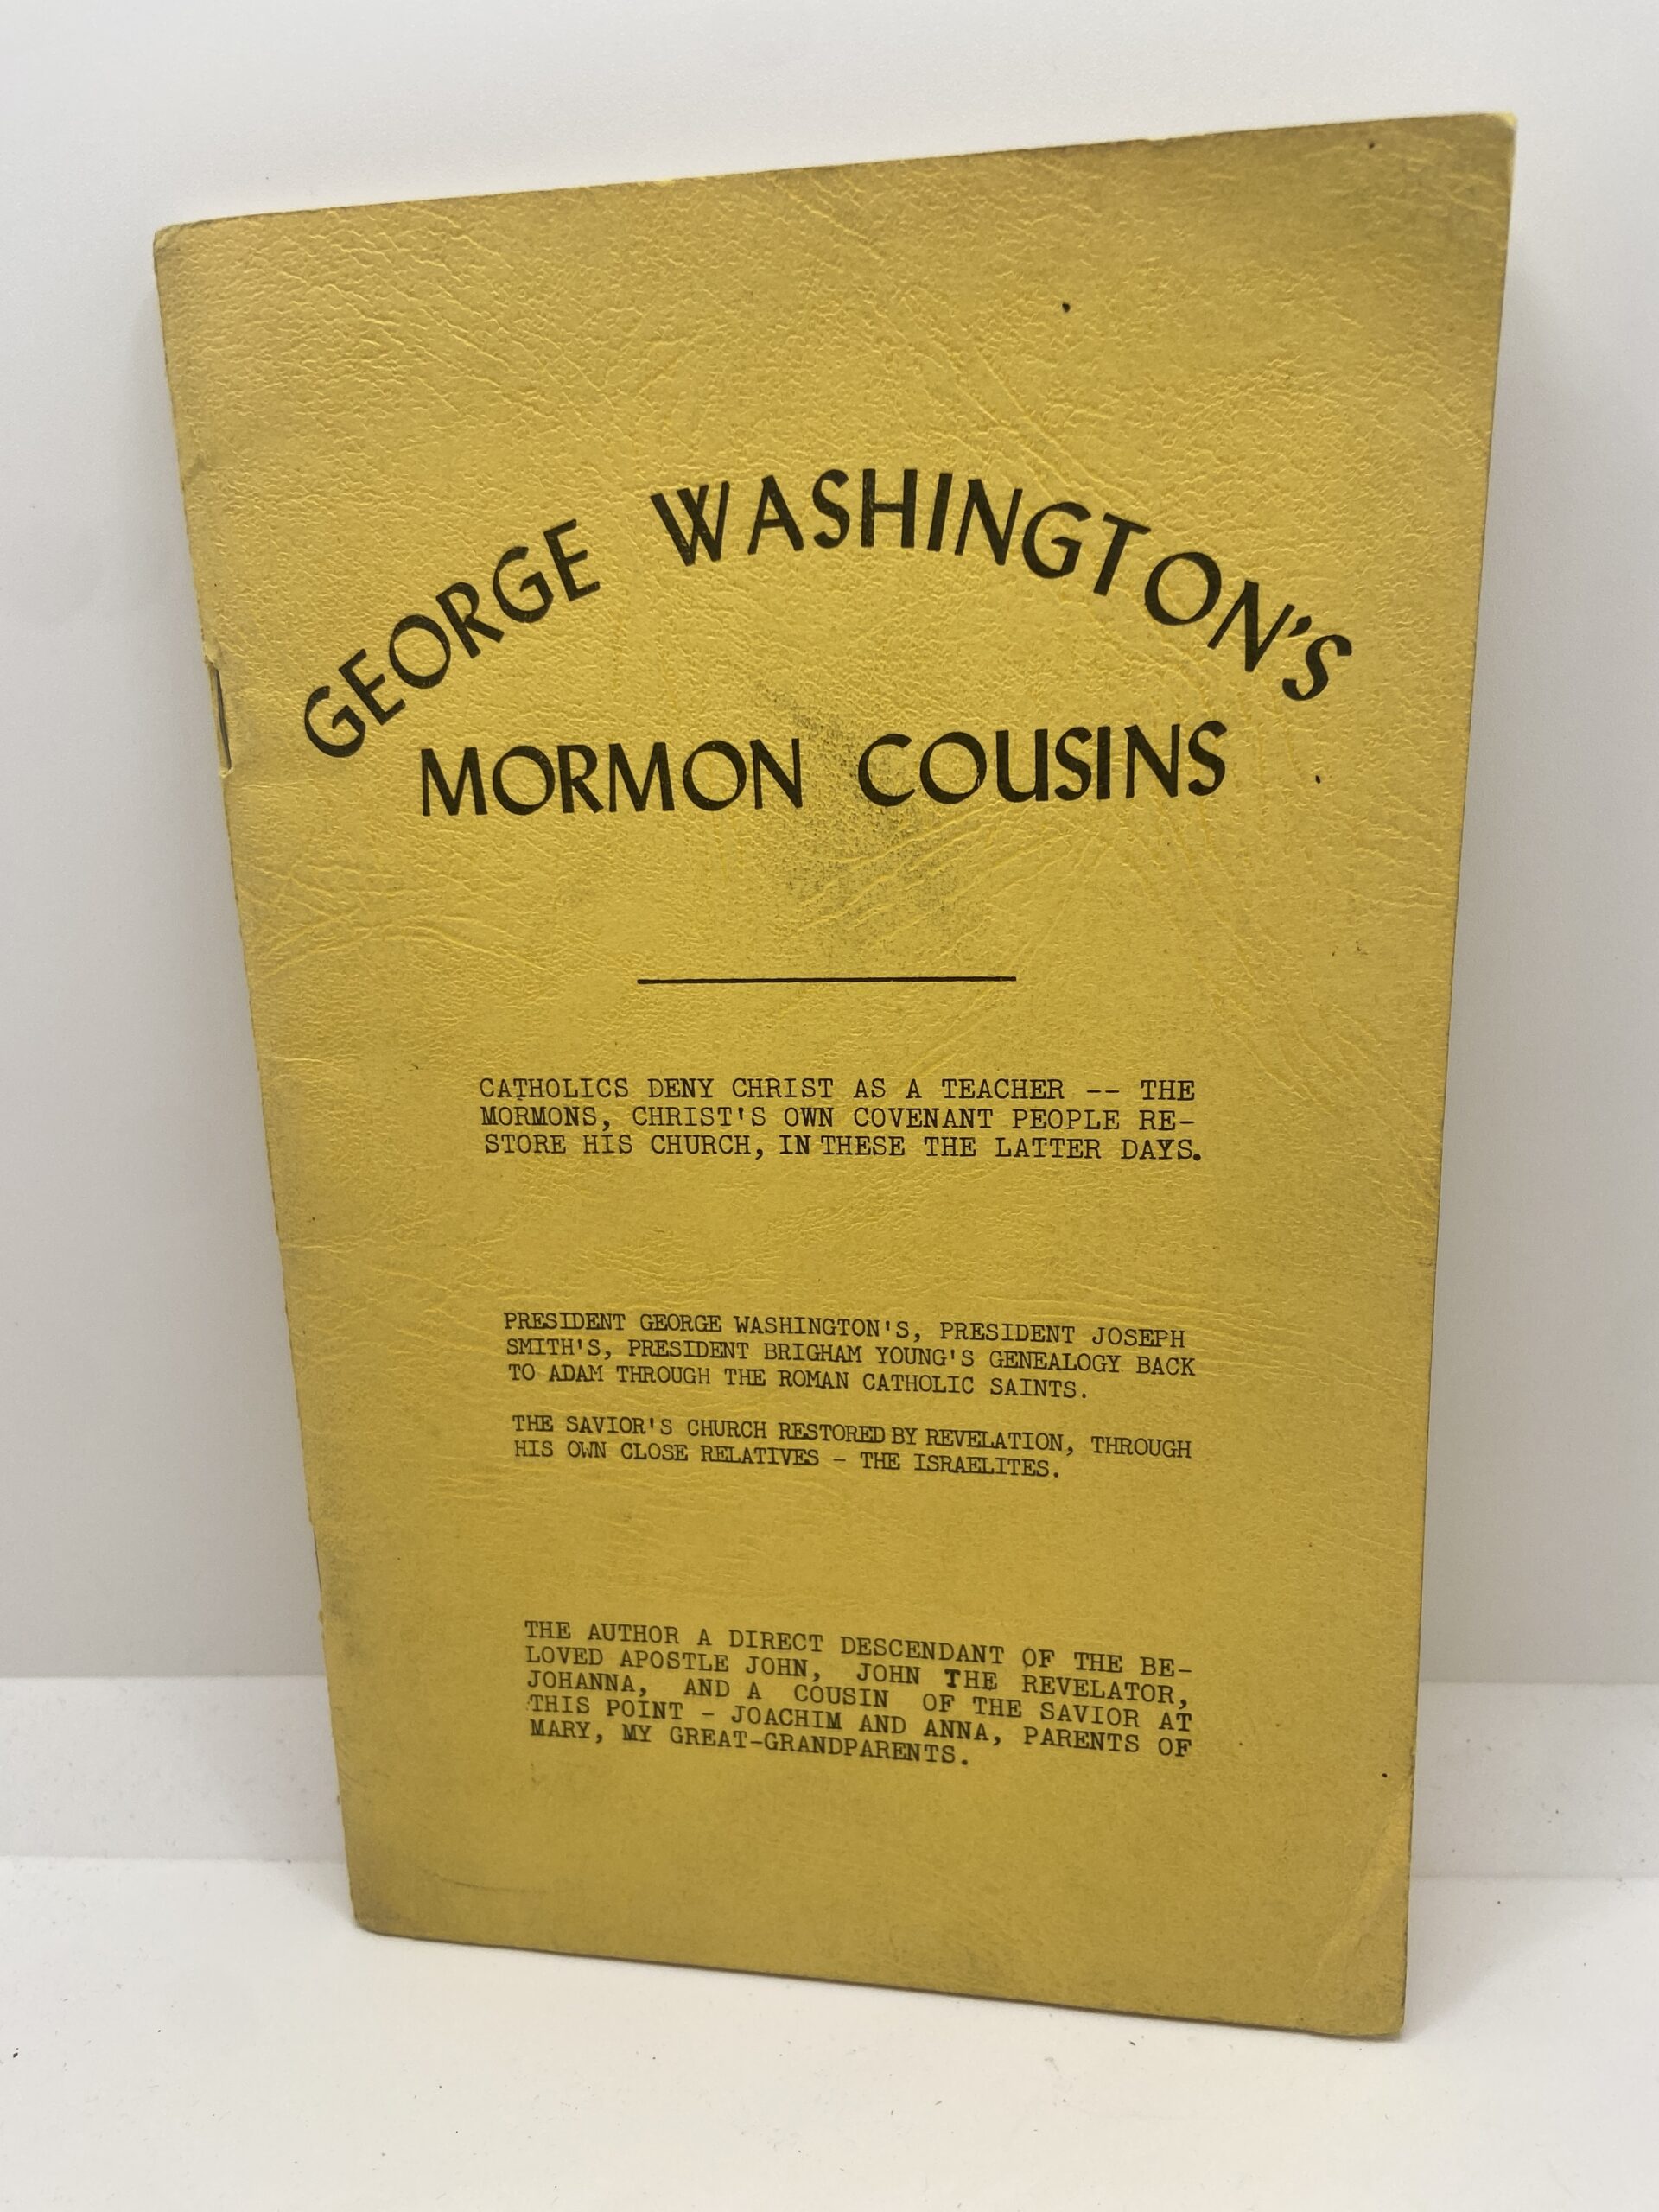 GEORGE WASHINGTON'S
MORMON COUSINS
CATHOLICS DENY CHRIST AS A TEACHER -- THE
MORMONS, CHRIST'S OWN COVENANT PEOPLE RE-
STORE HIS CHURCH, IN THESE THE LATTER DAYS.
PRESIDENT GEORGE WASHINGTON'S, PRESIDENT JOSEPH
SMITH'S, PRESIDENT BRIGHAM YOUNG'S GENEALOGY BACK
TO ADAM THROUGH THE ROMAN CATHOLIC SAINTS.
THE SAVIOR'S CHURCH RESTORED BY REVELATION, THROUGH
HIS OWN CLOSE RELATIVES - THE ISRAELITES.
THE AUTHOR A DIRECT DESCENDANT OF THE BE-
LOVED APOSTLE JOHN, JOHN THE REVELATOR,
JOHANNA, AND A COUSIN OF THE SAVIOR AT
THIS POINT - JOACHIM AND ANNA, PARENTS OF
MARY, MY GREAT-GRANDPARENTS.